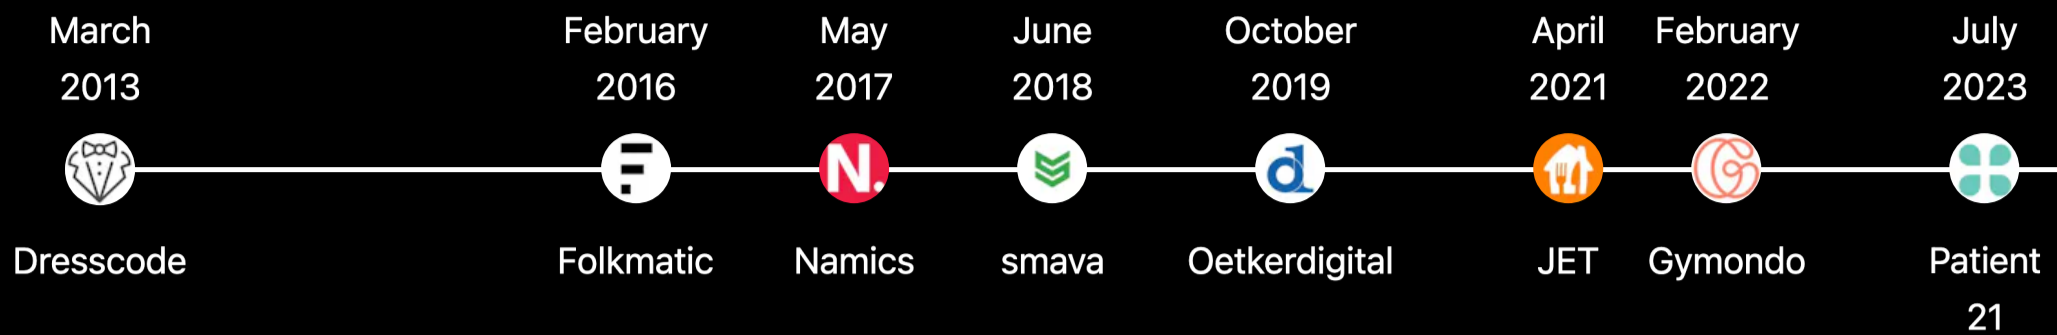 March
2013
February
2016
May
2017
June
2018
October
2019
April
2021
February
2022
July
2023
F
N.
d
G
Dresscode
Folkmatic
Namics
smava
Oetkerdigital
JET
Gymondo
Patient
21